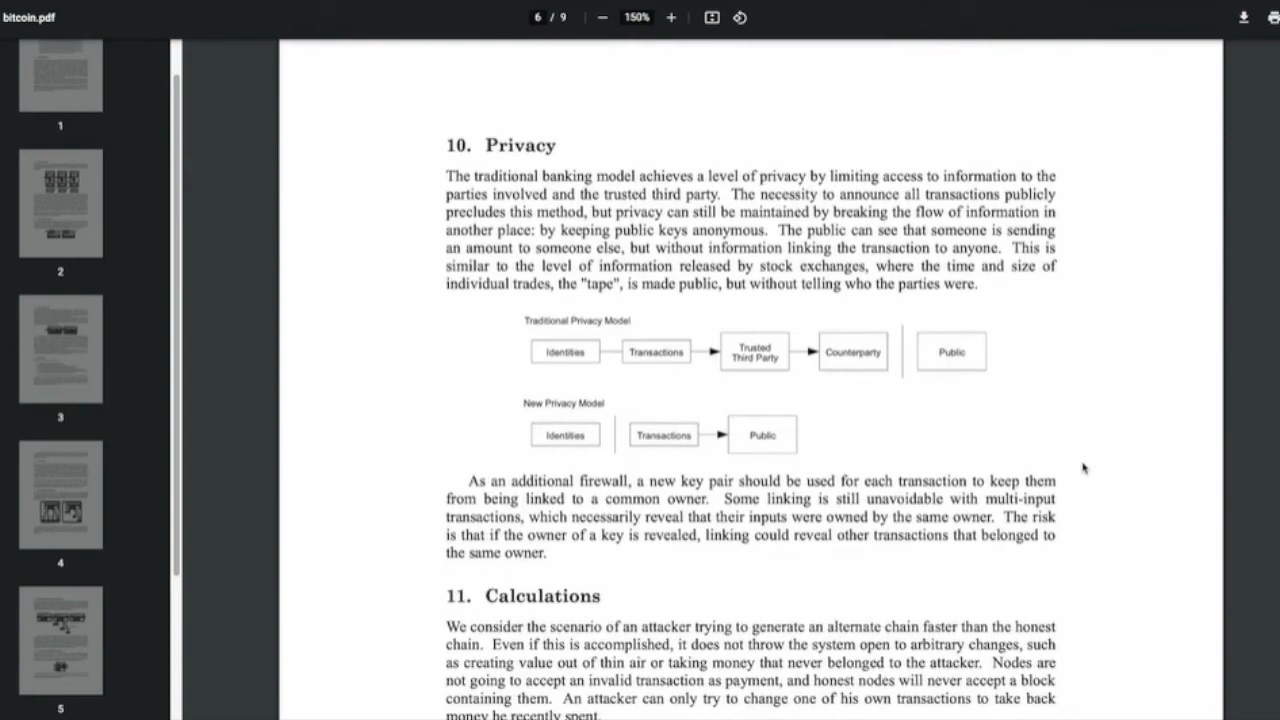 bitcoin.pdf
6 / 9
150%
1
2
3
4
5
10. Privacy
The traditional banking model achieves a level of privacy by limiting access to information to the
parties involved and the trusted third party. The necessity to announce all transactions publicly
precludes this method, but privacy can still be maintained by breaking the flow of information in
another place: by keeping public keys anonymous. The public can see that someone is sending
an amount to someone else, but without information linking the transaction to anyone. This is
similar to the level of information released by stock exchanges, where the time and size of
individual trades, the "tape", is made public, but without telling who the parties were.
Traditional Privacy Model
Identities
Transactions
Trusted
Third Party
Counterparty
Public
New Privacy Model
Identities
Transactions
Public
As an additional firewall, a new key pair should be used for each transaction to keep them
from being linked to a common owner. Some linking is still unavoidable with multi-input
transactions, which necessarily reveal that their inputs were owned by the same owner. The risk
is that if the owner of a key is revealed, linking could reveal other transactions that belonged to
the same owner.
11. Calculations
We consider the scenario of an attacker trying to generate an alternate chain faster than the honest
chain. Even if this is accomplished, it does not throw the system open to arbitrary changes, such
as creating value out of thin air or taking money that never belonged to the attacker. Nodes are
not going to accept an invalid transaction as payment, and honest nodes will never accept a block
containing them. An attacker can only try to change one of his own transactions to take back
money he recently spent.